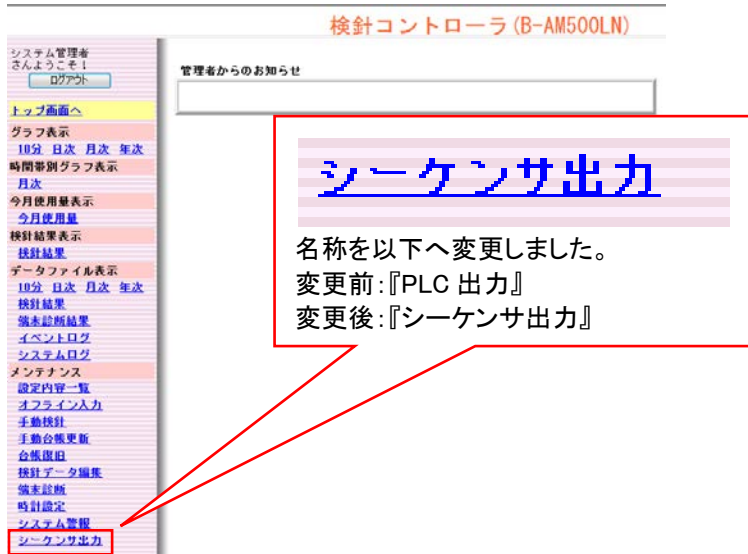 検針コントローラ(B-AM500LN)
システム管理者
さんようこそ!
ログアウト
トップ画面へ
グラフ表示
10分 日次 月次 年次
時間帯別グラフ表示
月次
今月使用量表示
今月使用量
検針結果表示
検針結果
データファイル表示
10分 日次 月次 年次
検針結果
端末診断結果
イベントログ
システムログ
メンテナンス
設定内容一覧
オフライン入力
手動検針
手動台帳更新
台帳復旧
検針データ編集
端末診断
時計設定
システム警報
シーケンサ出力
管理者からのお知らせ
シーケンサ出力
名称を以下へ変更しました。
変更前:『PLC 出力』
変更後:『シーケンサ出力』